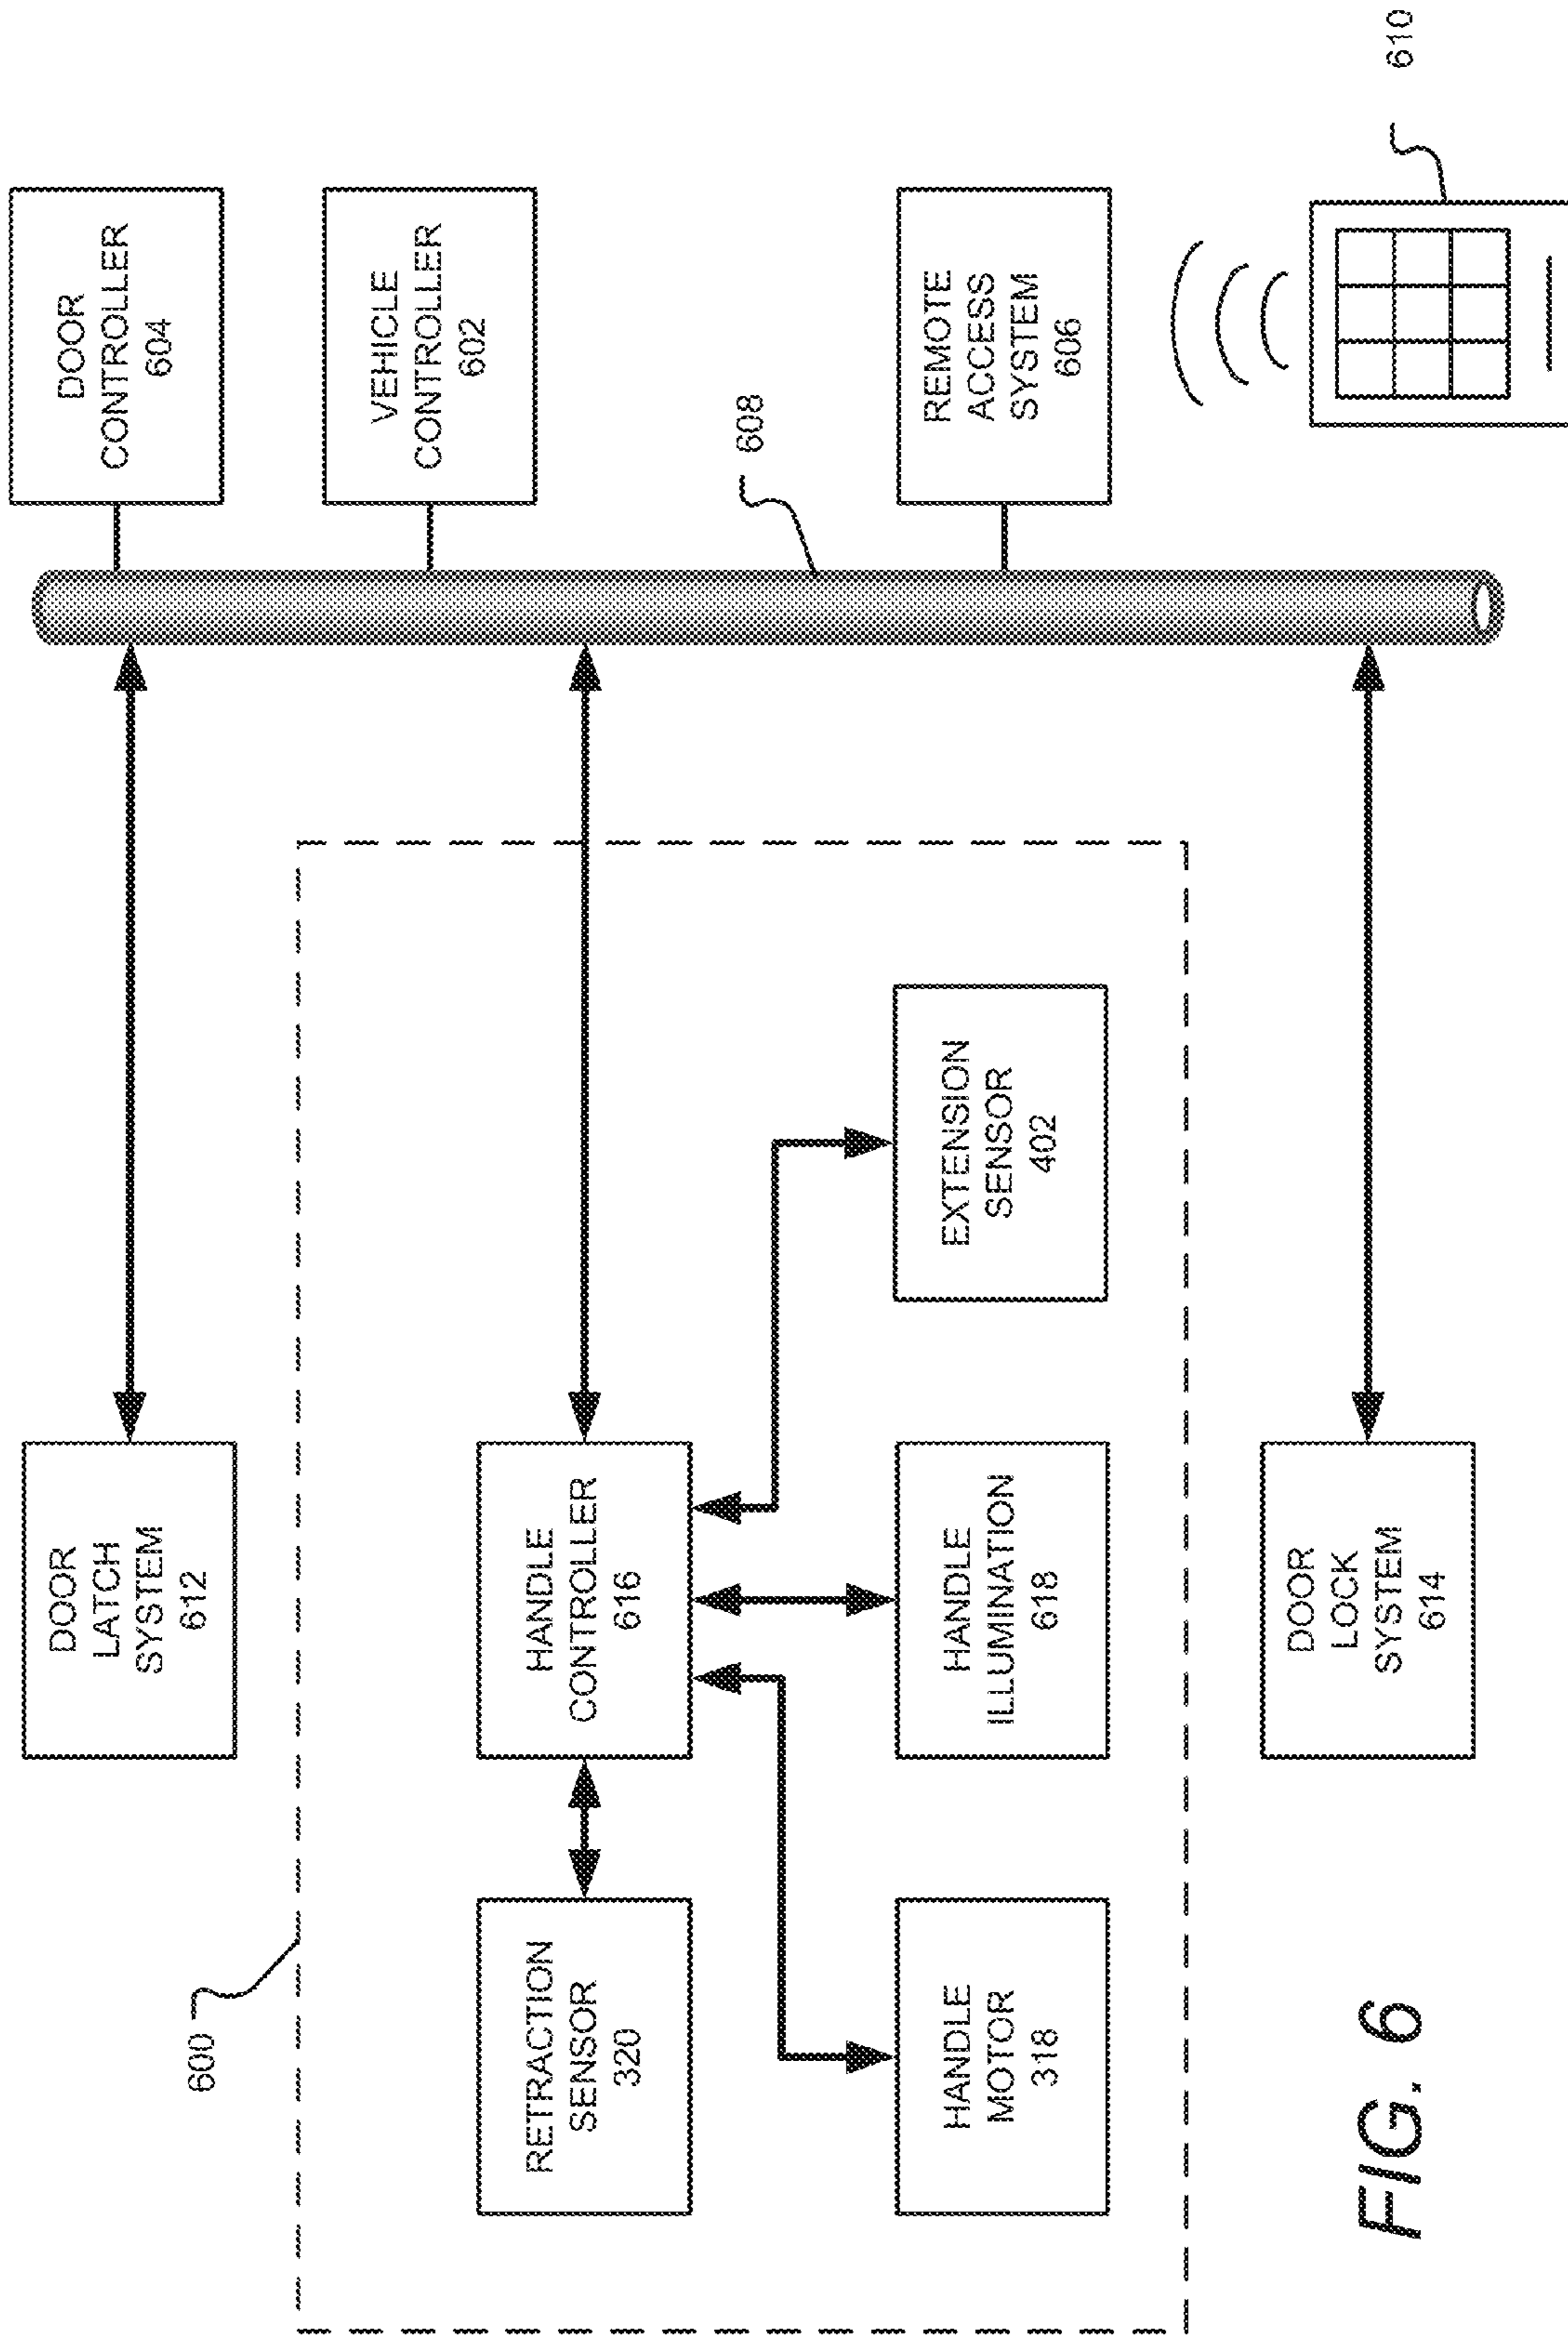 600
DOOR
LATCH
SYSTEM
612
DOOR
CONTROLLER
604
RETRACTION
SENSOR
320
HANDLE
CONTROLLER
616
VEHICLE
CONTROLLER
602
608
HANDLE
MOTOR
318
HANDLE
ILLUMINATION
618
EXTENSION
SENSOR
402
REMOTE
ACCESS
SYSTEM
606
DOOR
LOCK
SYSTEM
614
610
FIG. 6